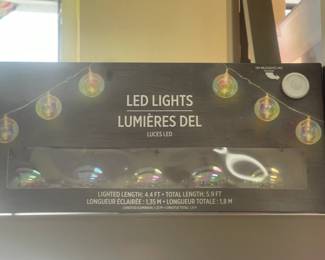 LED LIGHTS
LUMIÈRES DEL
LUCES LED
LIGHTED LENGTH: 4.4 FT • TOTAL LENGTH: 5.9 FT
LONGUEUR ÉCLAIRÉE : 1,35 M • LONGUEUR TOTALE : 1,8 M